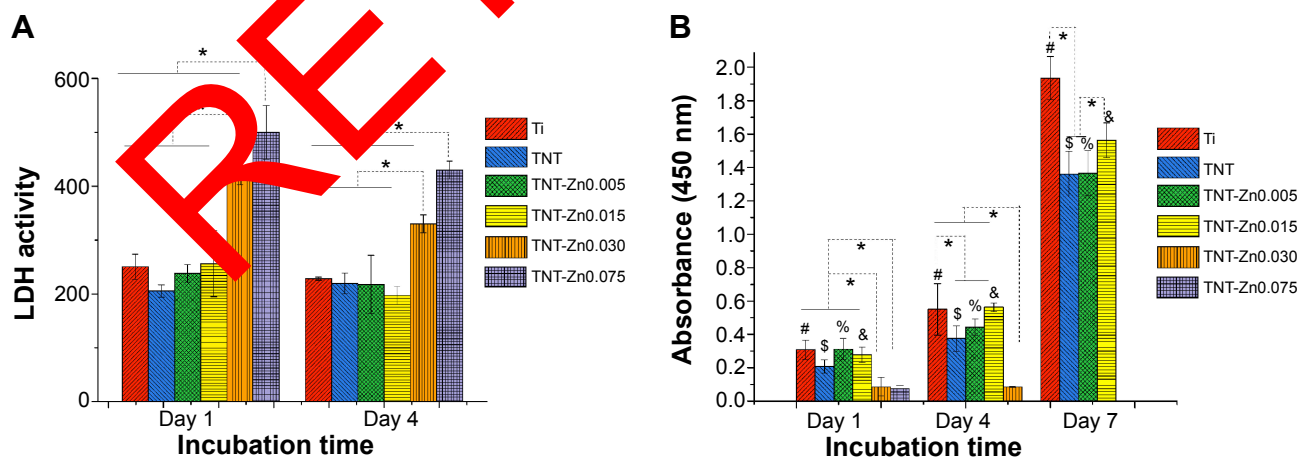 A
LDH activity
600
400
200
0
*
*
*
*
Day 1
Day 4
Incubation time
Ti
TNT
TNT-Zn0.005
TNT-Zn0.015
TNT-Zn0.030
TNT-Zn0.075
B
Absorbance (450 nm)
2.0
1.8
1.6
1.4
1.2
1.0
0.8
0.6
0.4
0.2
0.0
# $ % &
*
*
# $ % &
*
*
# $ % &
*
*
Day 1
Day 4
Day 7
Incubation time
Ti
TNT
TNT-Zn0.005
TNT-Zn0.015
TNT-Zn0.030
TNT-Zn0.075
RE